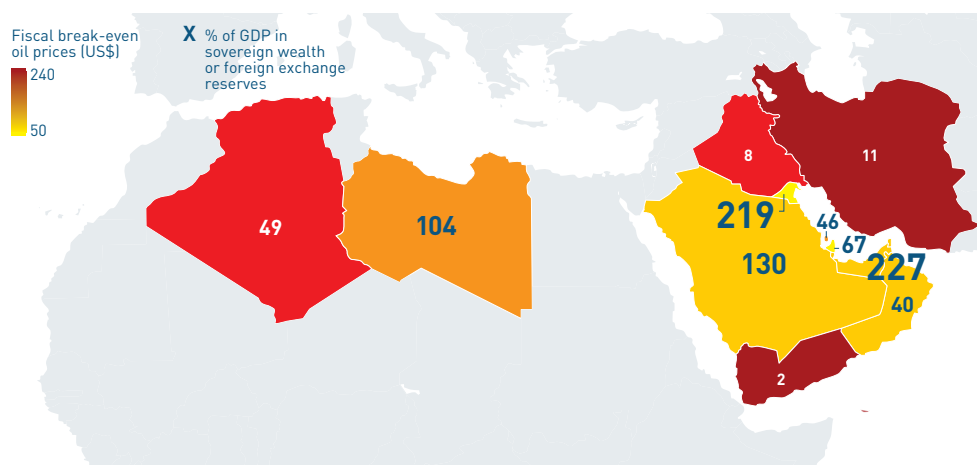 Fiscal break-even
oil prices (US$)
240
50
X % of GDP in
sovereign wealth
or foreign exchange
reserves
8
11
219
46
49
104
67
130
227
40
2